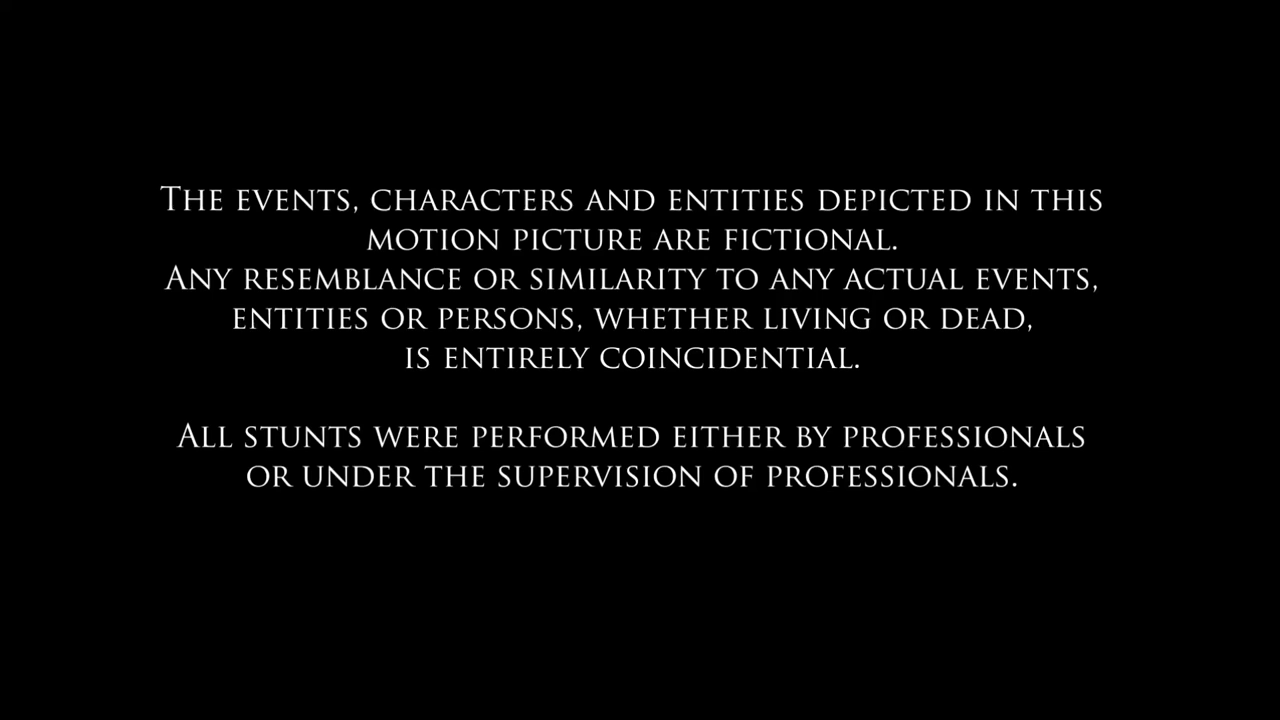 The events, characters and entities depicted in this
motion picture are fictional.
Any resemblance or similarity to any actual events,
entities or persons, whether living or dead,
is entirely coincidential.
All stunts were performed either by professionals
or under the supervision of professionals.